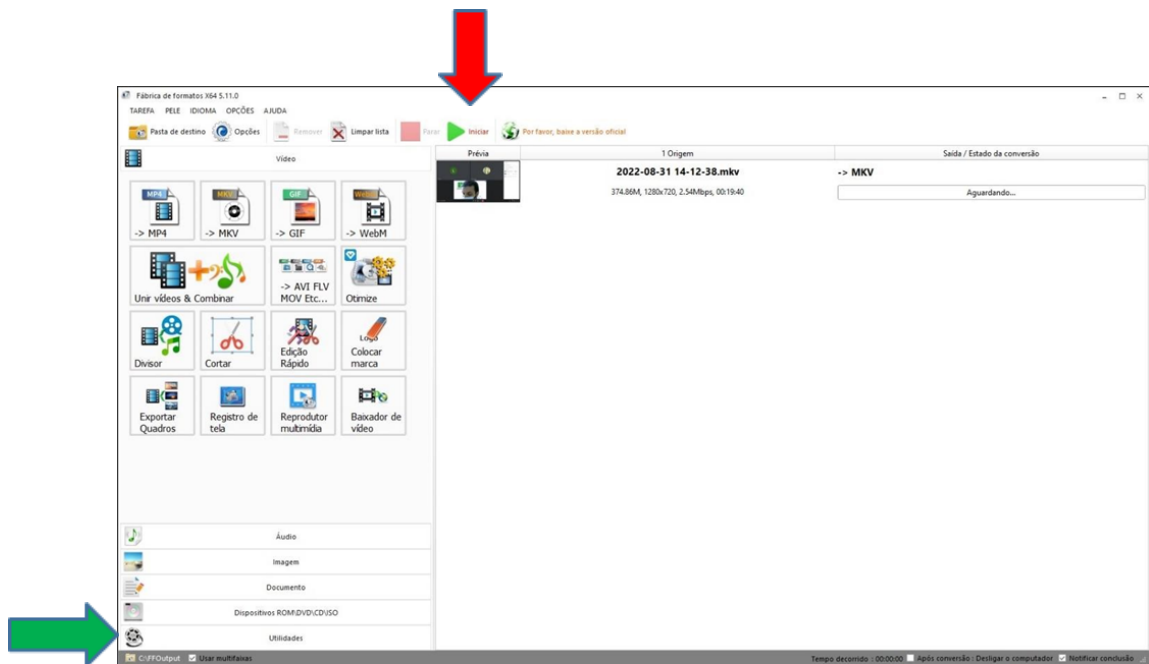 Fábrica de formatos X64 5.11.0
TAREFA PELE IDIOMA OPCÕES AJUDA
Pasta de destino Opções Remover Limpar lista Parar Iniciar Por favor, baixe a versão oficial
Vídeo
Prévia 1 Origem Saída / Estado da conversão
2022-08-31 14-12-38.mkv -> MKV
374.86M, 1280x720, 2.54Mbps, 00:19:40 Aguardando...
MP4 MKV GIF WebM
-> MP4 -> MKV -> GIF -> WebM
Unir vídeos & Combinar
-> AVI FLV
MOV Etc...
Otimize
Divisor
Cortar
Edição
Rápido
Logo
Colocar
marca
Exportar
Quadros
Registro de
tela
Reprodutor
multimídia
Baixador de
vídeo
Áudio
Imagem
Documento
Dispositivos ROM\DVD\CD\ISO
Utilidades
C:\FFOutput Usar multifaixas Tempo decorrido : 00:00:00 Após conversão : Desligar o computador Notificar conclusão